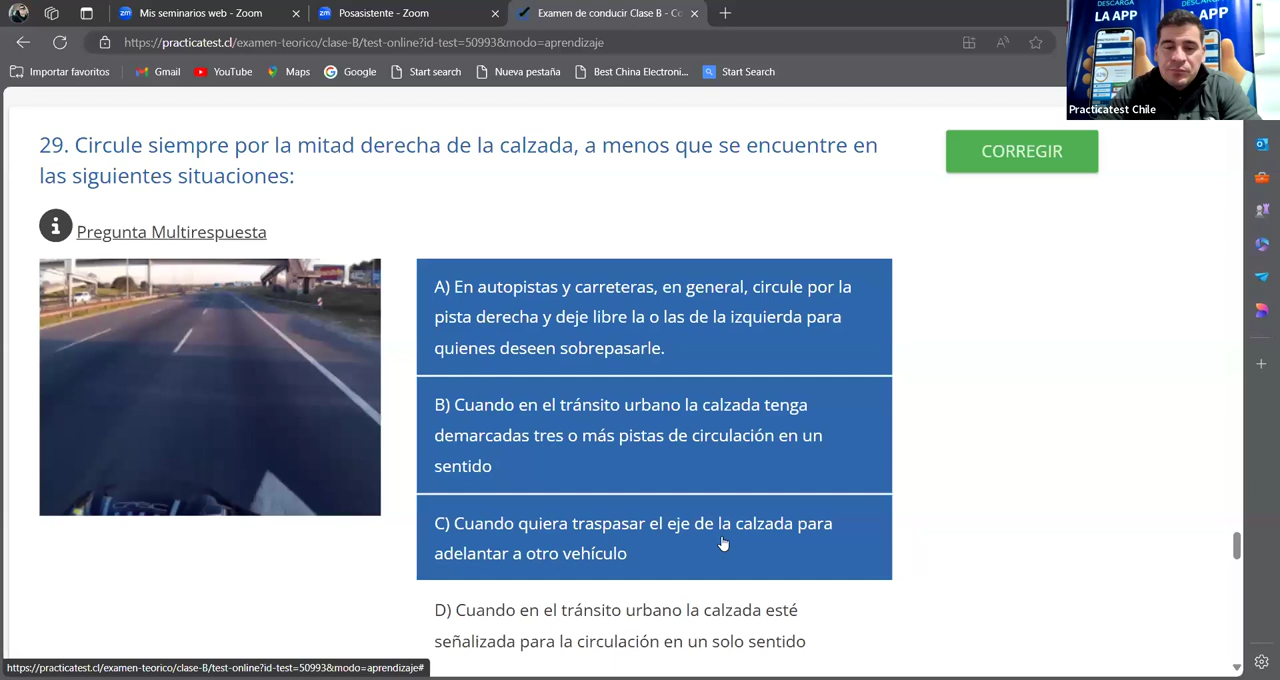 Mis seminarios web - Zoom
Posasistente - Zoom
Examen de conducir Clase B - Co
https://practicatest.cl/examen-teorico/clase-B/test-online?id-test=50993&modo=aprendizaje
Importar favoritos
Gmail
YouTube
Maps
Google
Start search
Nueva pestaña
Best China Electroni...
Start Search
DESCARGA
LA APP
DESCARGA
LA APP
Practicatest Chile
29. Circule siempre por la mitad derecha de la calzada, a menos que se encuentre en
las siguientes situaciones:
CORREGIR
Pregunta Multirespuesta
A) En autopistas y carreteras, en general, circule por la
pista derecha y deje libre la o las de la izquierda para
quienes deseen sobrepasarle.
B) Cuando en el tránsito urbano la calzada tenga
demarcadas tres o más pistas de circulación en un
sentido
C) Cuando quiera traspasar el eje de la calzada para
adelantar a otro vehículo
D) Cuando en el tránsito urbano la calzada esté
señalizada para la circulación en un solo sentido
https://practicatest.cl/examen-teorico/clase-B/test-online?id-test=50993&modo=aprendizaje#